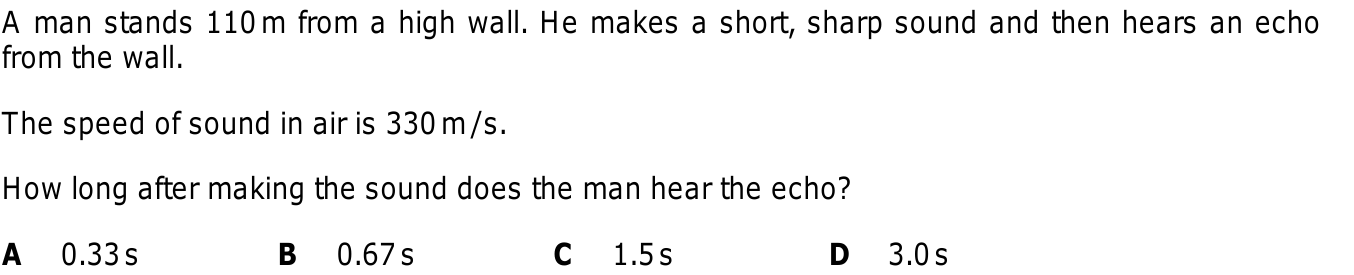 A man stands 110 m from a high wall. He makes a short, sharp sound and then hears an echo
from the wall.
The speed of sound in air is 330 m/s.
How long after making the sound does the man hear the echo?
A 0.33 s B 0.67 s C 1.5 s D 3.0 s